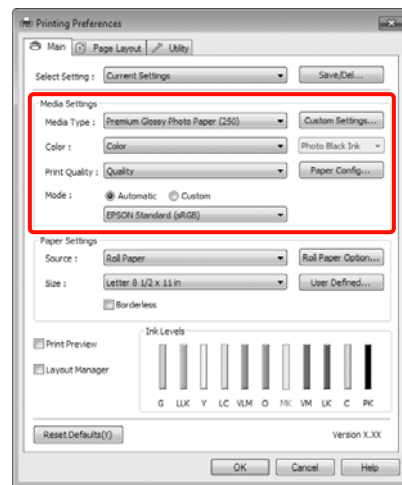 Printing Preferences
Main Page Layout Utility
Select Setting : Current Settings Save/Del...
Media Settings
Media Type : Premium Glossy Photo Paper (250) Custom Settings...
Color : Color Photo Black Ink
Print Quality : Quality Paper Config...
Mode : Automatic Custom
EPSON Standard (sRGB)
Paper Settings
Source : Roll Paper Roll Paper Option...
Size : Letter 8 1/2 x 11 in User Defined...
Borderless
Ink Levels
Print Preview
Layout Manager
G LLK Y LC VLM O MK VM LK C PK
Reset Defaults(Y) Version X.XX
OK Cancel Help